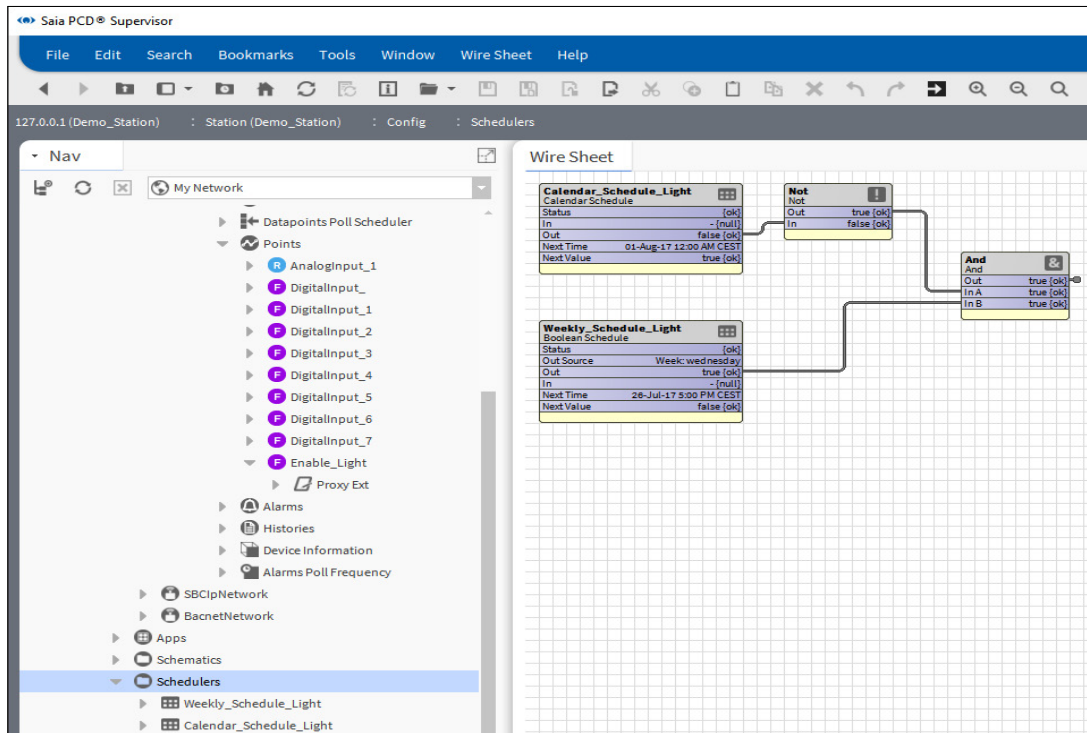 Saia PCD® Supervisor
File Edit Search Bookmarks Tools Window Wire Sheet Help
127.0.0.1 (Demo_Station) : Station (Demo_Station) : Config : Schedulers
Nav
My Network
Datapoints Poll Scheduler
Points
R AnalogInput_1
F DigitalInput_
F DigitalInput_1
F DigitalInput_2
F DigitalInput_3
F DigitalInput_4
F DigitalInput_5
F DigitalInput_6
F DigitalInput_7
F Enable_Light
Proxy Ext
Alarms
Histories
Device Information
Alarms Poll Frequency
SBCIpNetwork
BacnetNetwork
Apps
Schematics
Schedulers
Weekly_Schedule_Light
Calendar_Schedule_Light
Wire Sheet
Calendar_Schedule_Light
Calendar Schedule
Status {ok}
In - {null}
Out false {ok}
Next Time 01-Aug-17 12:00 AM CEST
Next Value true {ok}
Not !
Not
Out true {ok}
In false {ok}
And &
And
Out true {ok}
In A true {ok}
In B true {ok}
Weekly_Schedule_Light
Boolean Schedule
Status {ok}
Out Source Week: wednesday
Out true {ok}
In - {null}
Next Time 26-Jul-17 5:00 PM CEST
Next Value false {ok}